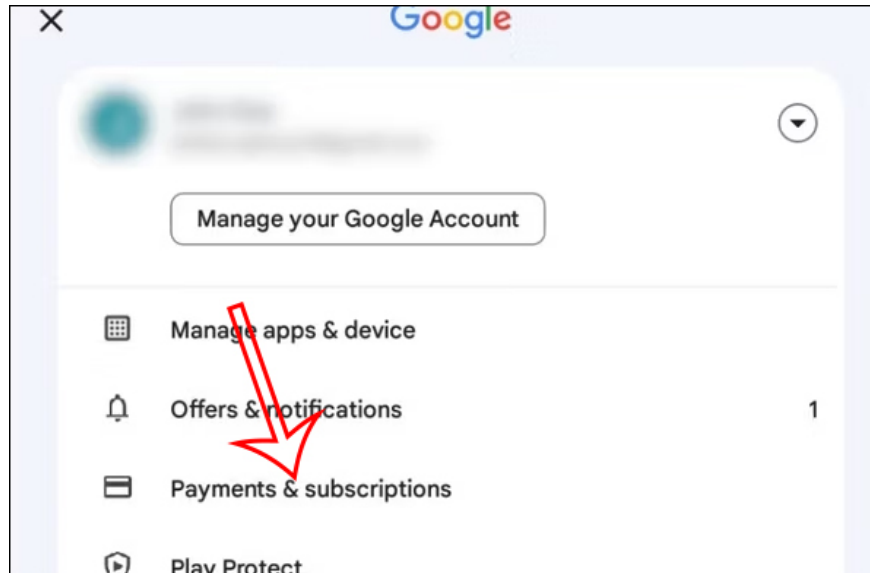 Google
Manage your Google Account
Manage apps & device
Offers & notifications 1
Payments & subscriptions
Play Protect